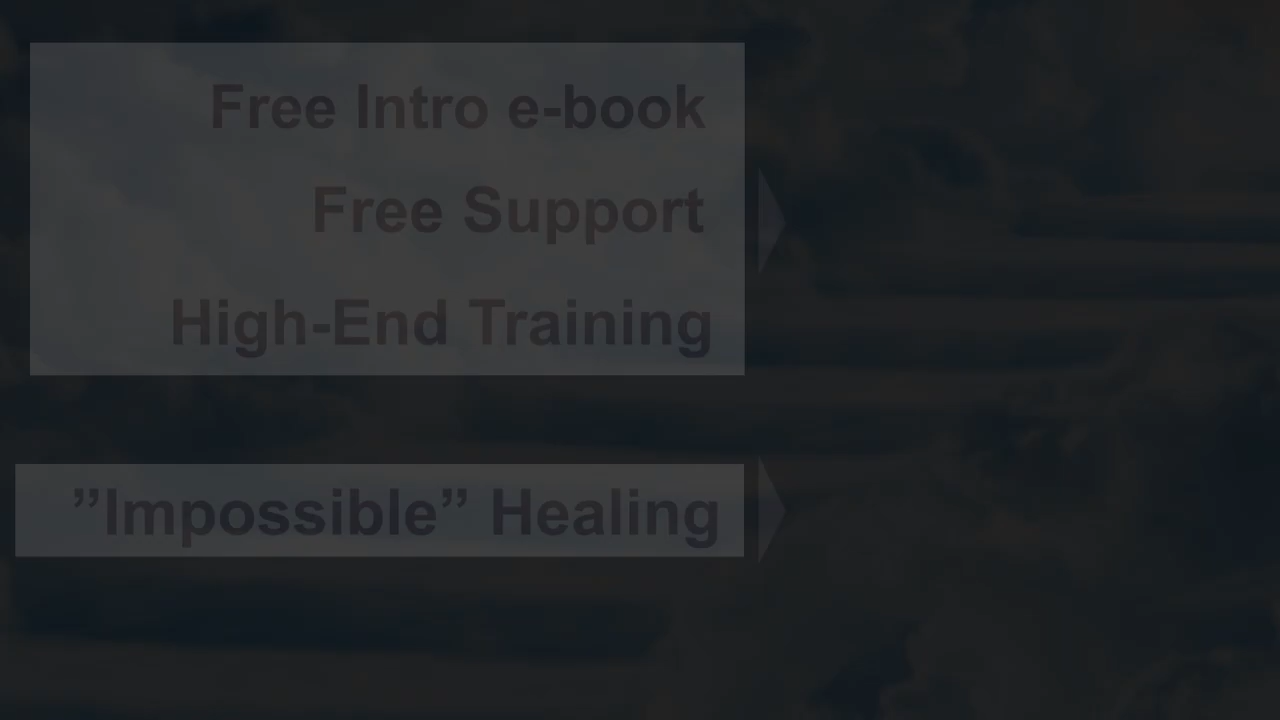 Free Intro e-book
Free Support
High-End Training
”Impossible” Healing